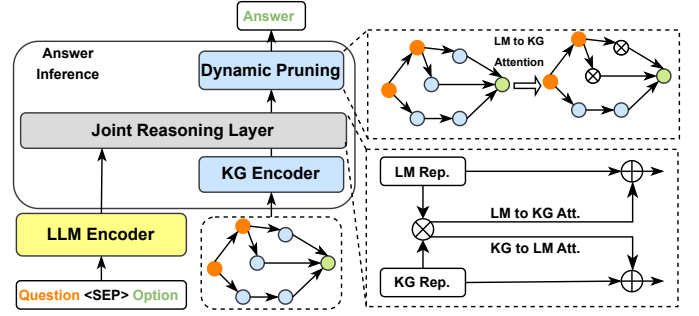 Answer
Answer
Inference
Dynamic Pruning
Joint Reasoning Layer
KG Encoder
LLM Encoder
Question <SEP> Option
LM to KG
Attention
LM Rep.
LM to KG Att.
KG to LM Att.
KG Rep.